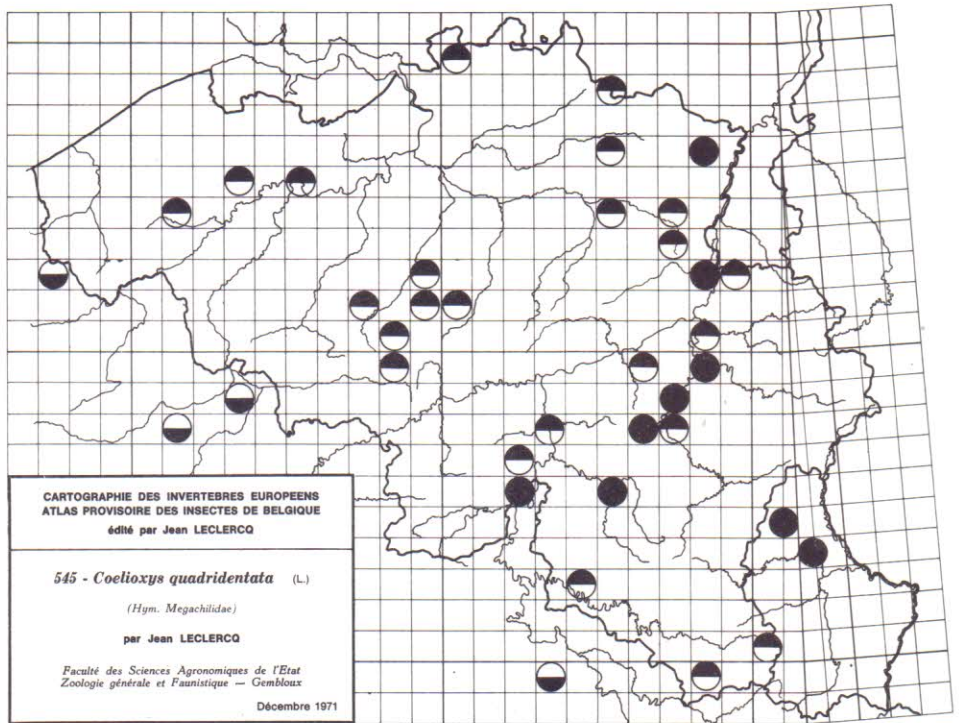 CARTOGRAPHIE DES INVERTEBRES EUROPEENS
ATLAS PROVISOIRE DES INSECTES DE BELGIQUE
édité par Jean LECLERCQ
545 - Coelioxys quadridentata (L.)
(Hym. Megachilidae)
par Jean LECLERCQ
Faculté des Sciences Agronomiques de l'Etat
Zoologie générale et Faunistique — Gembloux
Décembre 1971